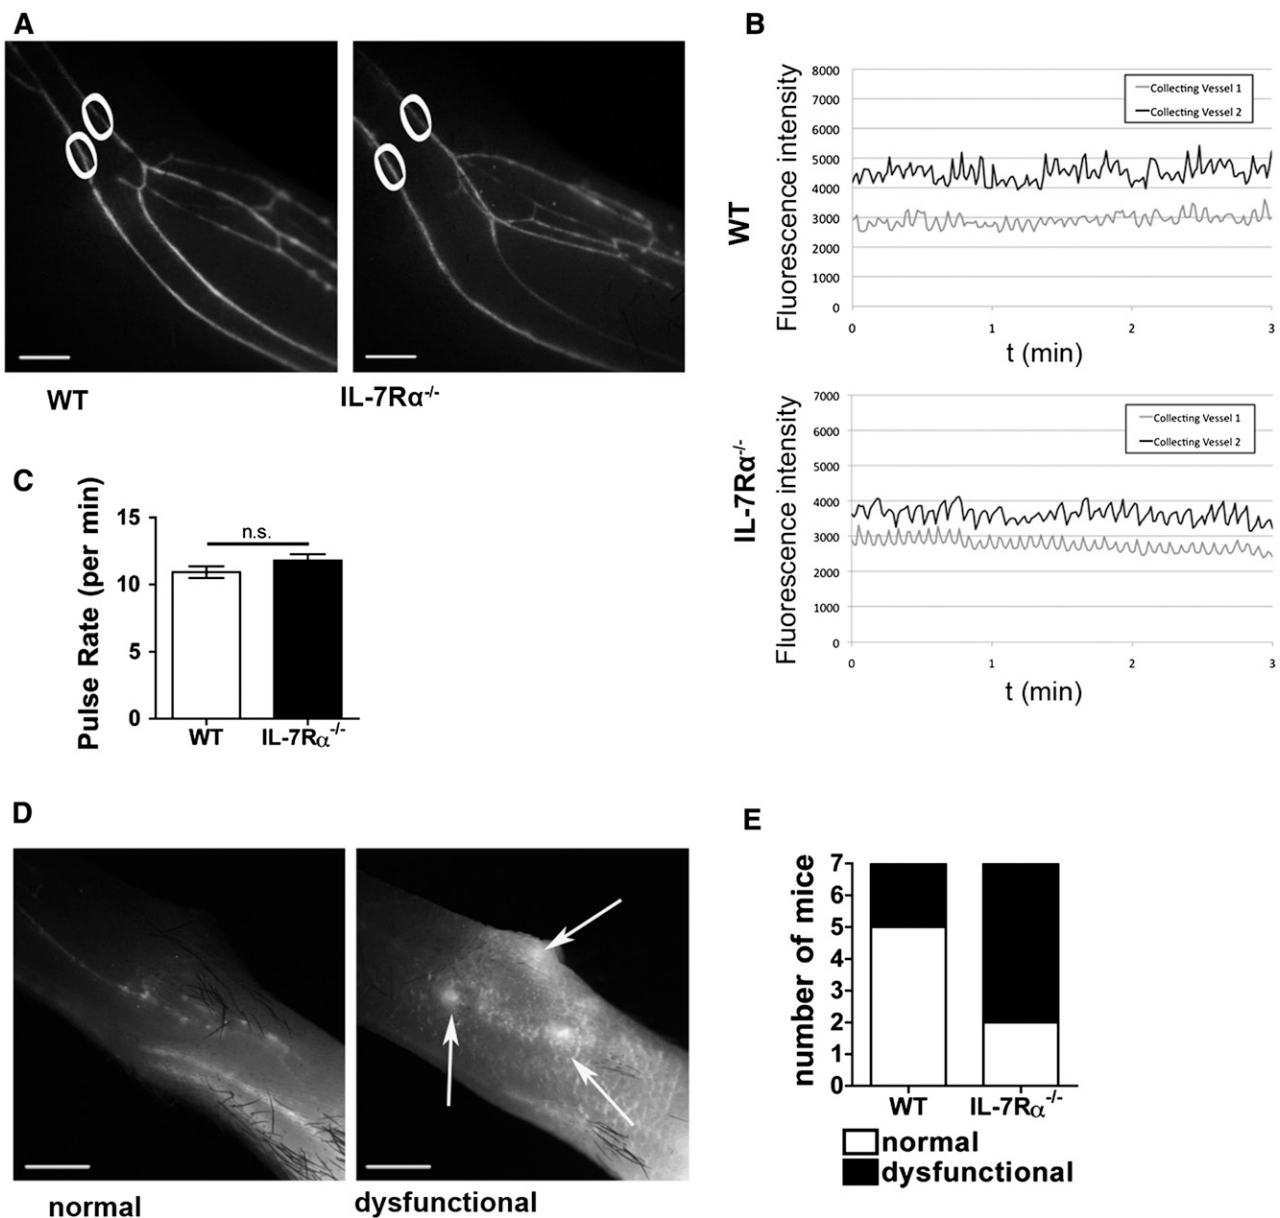 A
WT
IL-7Rα-/-
B
WT
Fluorescence intensity
8000
7000
6000
5000
4000
3000
2000
1000
0
Collecting Vessel 1
Collecting Vessel 2
0 1 2 3
t (min)
IL-7Rα-/-
Fluorescence intensity
7000
6000
5000
4000
3000
2000
1000
0
Collecting Vessel 1
Collecting Vessel 2
0 1 2 3
t (min)
C
Pulse Rate (per min)
15
10
5
0
n.s.
WT IL-7Rα-/-
D
normal
dysfunctional
E
number of mice
7
6
5
4
3
2
1
0
WT IL-7Rα-/-
normal
dysfunctional